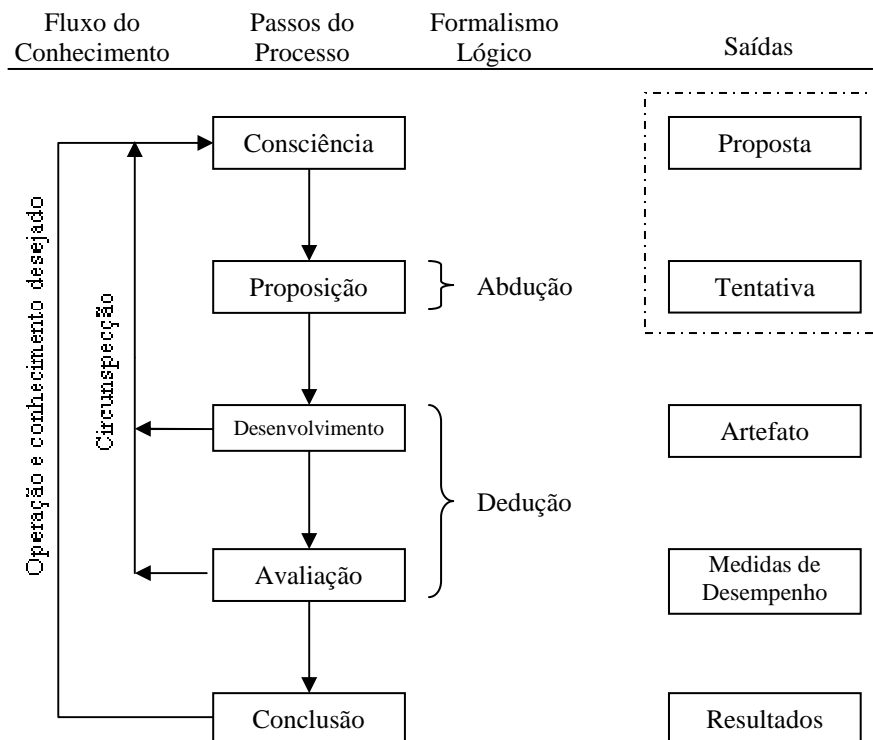 Fluxo do
Conhecimento
Passos do
Processo
Formalismo
Lógico
Saídas
Consciência
Proposta
Proposição
Abdução
Tentativa
Desenvolvimento
Dedução
Artefato
Avaliação
Medidas de
Desempenho
Conclusão
Resultados
Operação e conhecimento desejado
Circunspecção